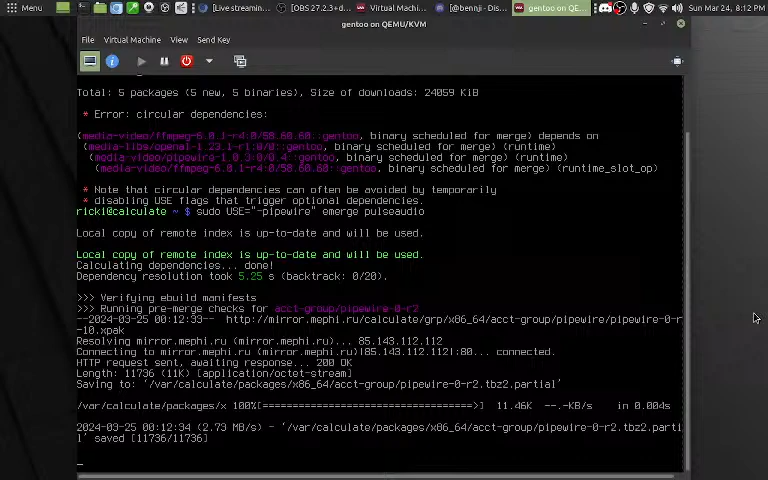 Menu
[Live streamin...
[OBS 27.2.3+d...
Virtual Machi...
[@bennji - Dis...
gentoo on QE...
Sun Mar 24, 8:12 PM
gentoo on QEMU/KVM
File Virtual Machine View Send Key
Total: 5 packages (5 new, 5 binaries), Size of downloads: 24059 KiB
* Error: circular dependencies:
(media-video/ffmpeg-6.0.1-r4:0/58.60.60::gentoo, binary scheduled for merge) depends on
(media-libs/openal-1.23.1-r1:0/0::gentoo, binary scheduled for merge) (runtime)
(media-video/pipewire-1.0.3:0/0.4::gentoo, binary scheduled for merge) (runtime)
(media-video/ffmpeg-6.0.1-r4:0/58.60.60::gentoo, binary scheduled for merge) (runtime_slot_op)
* Note that circular dependencies can often be avoided by temporarily
* disabling USE flags that trigger optional dependencies.
ricki@calculate ~ $ sudo USE="-pipewire" emerge pulseaudio
Local copy of remote index is up-to-date and will be used.
Local copy of remote index is up-to-date and will be used.
Calculating dependencies... done!
Dependency resolution took 5.25 s (backtrack: 0/20).
>>> Verifying ebuild manifests
>>> Running pre-merge checks for acct-group/pipewire-0-r2
--2024-03-25 00:12:33-- http://mirror.mephi.ru/calculate/grp/x86_64/acct-group/pipewire/pipewire-0-r
-10.xpak
Resolving mirror.mephi.ru (mirror.mephi.ru)... 85.143.112.112
Connecting to mirror.mephi.ru (mirror.mephi.ru)|85.143.112.112|:80... connected.
HTTP request sent, awaiting response... 200 OK
Length: 11736 (11K) [application/octet-stream]
Saving to: ‘/var/calculate/packages/x86_64/acct-group/pipewire-0-r2.tbz2.partial’
/var/calculate/packages/x 100%[==================================>] 11.46K --.-KB/s in 0.004s
2024-03-25 00:12:34 (2.73 MB/s) - ‘/var/calculate/packages/x86_64/acct-group/pipewire-0-r2.tbz2.parti
l’ saved [11736/11736]